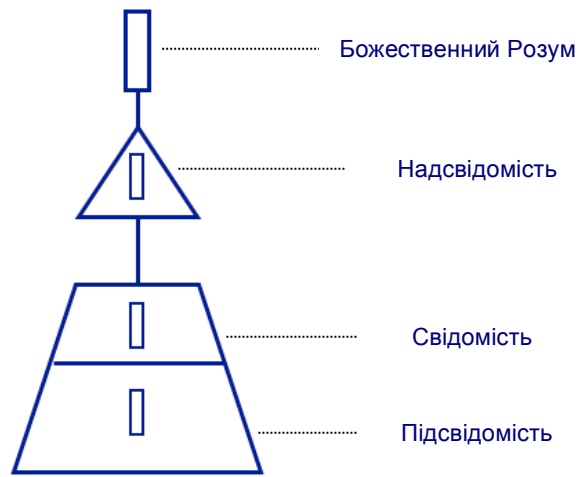 Божественний Розум
Надсвідомість
Свідомість
Підсвідомість